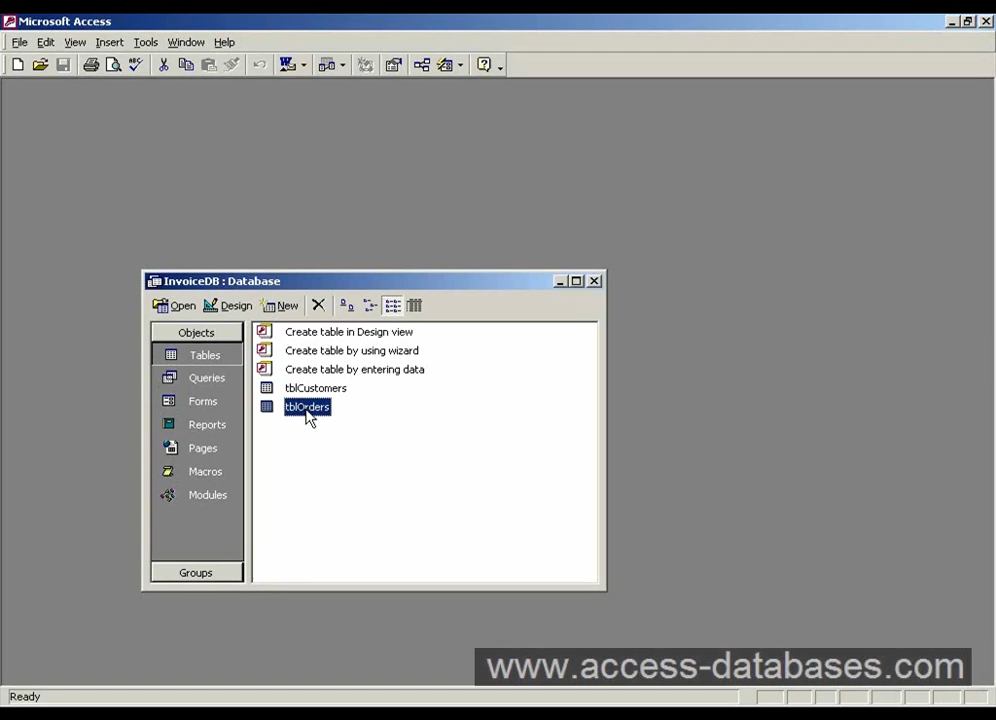 Microsoft Access
File Edit View Insert Tools Window Help
InvoiceDB : Database
Open Design New
Objects
Tables
Queries
Forms
Reports
Pages
Macros
Modules
Groups
Create table in Design view
Create table by using wizard
Create table by entering data
tblCustomers
tblOrders
www.access-databases.com
Ready